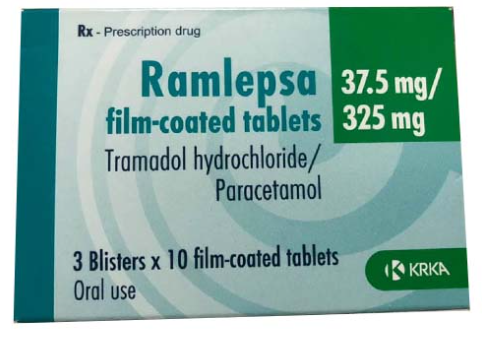 Rx - Prescription drug
Ramlepsa
film-coated tablets
37.5 mg/
325 mg
Tramadol hydrochloride/
Paracetamol
3 Blisters x 10 film-coated tablets
Oral use
KRKA